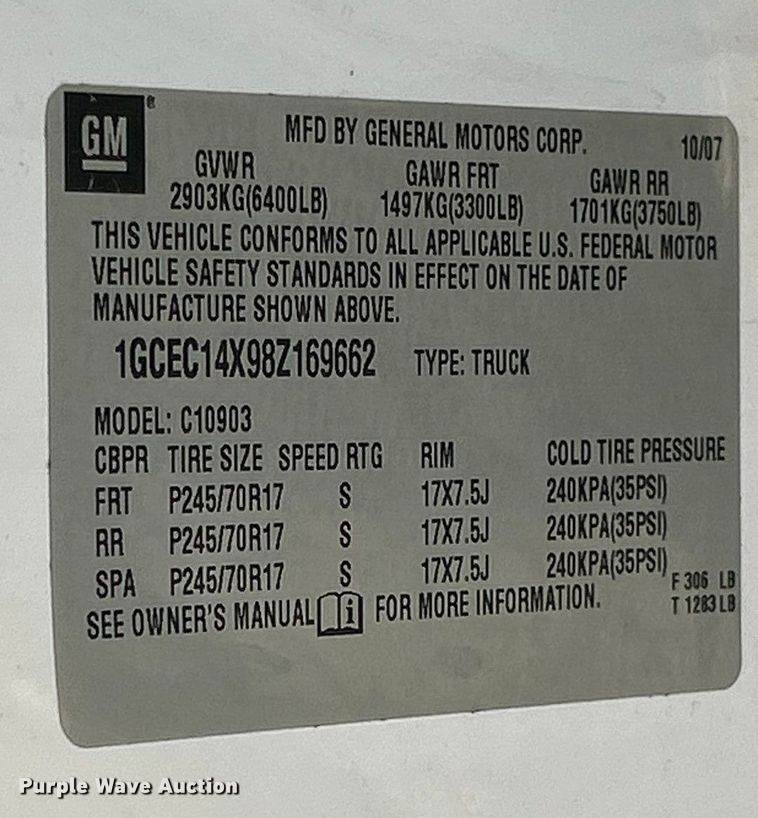 GM ®
MFD BY GENERAL MOTORS CORP. 10/07
GVWR GAWR FRT GAWR RR
2903KG(6400LB) 1497KG(3300LB) 1701KG(3750LB)
THIS VEHICLE CONFORMS TO ALL APPLICABLE U.S. FEDERAL MOTOR
VEHICLE SAFETY STANDARDS IN EFFECT ON THE DATE OF
MANUFACTURE SHOWN ABOVE.
1GCEC14X98Z169662 TYPE: TRUCK
MODEL: C10903
CBPR TIRE SIZE SPEED RTG RIM COLD TIRE PRESSURE
FRT P245/70R17 S 17X7.5J 240KPA(35PSI)
RR P245/70R17 S 17X7.5J 240KPA(35PSI)
SPA P245/70R17 S 17X7.5J 240KPA(35PSI)
F 306 LB
SEE OWNER'S MANUAL i FOR MORE INFORMATION. T 1283 LB
Purple Wave Auction